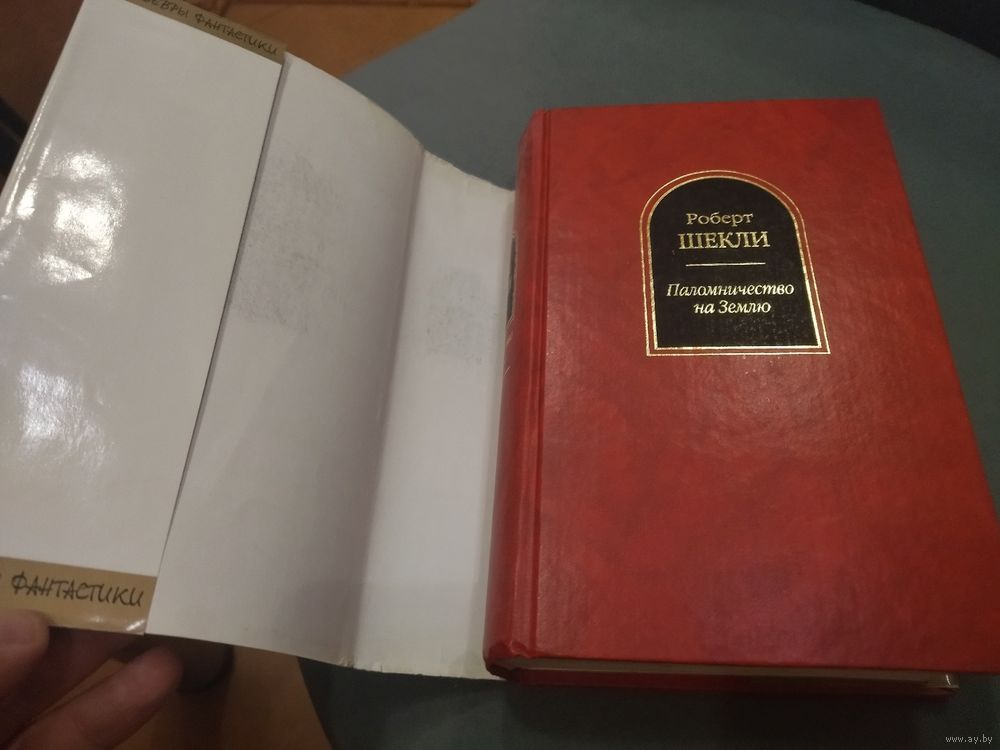 ФАНТАСТИКИ
ФАНТАСТИКИ
Роберт
ШЕКЛИ
Паломничество
на Землю
www.ay.by